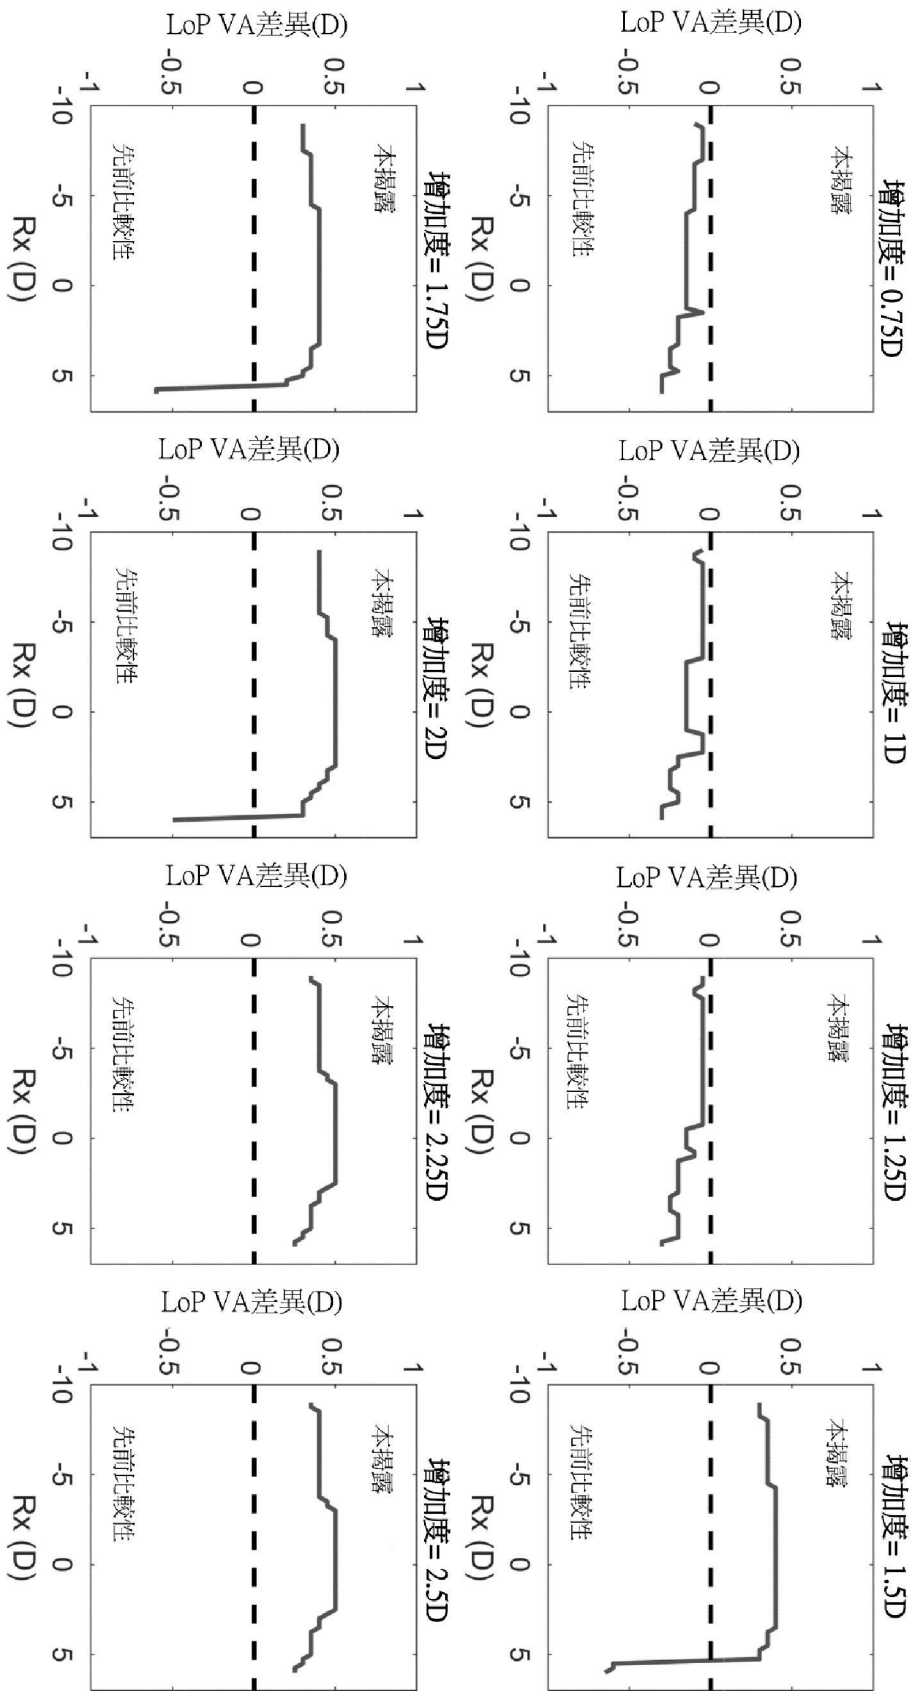 增加度= 0.75D
LoP VA差異(D)
1
0.5
0
-0.5
-1
本揭露
先前比較性
-10
-5
0
5
Rx (D)
增加度= 1D
LoP VA差異(D)
1
0.5
0
-0.5
-1
本揭露
先前比較性
-10
-5
0
5
Rx (D)
增加度= 1.25D
LoP VA差異(D)
1
0.5
0
-0.5
-1
本揭露
先前比較性
-10
-5
0
5
Rx (D)
增加度= 1.5D
LoP VA差異(D)
1
0.5
0
-0.5
-1
本揭露
先前比較性
-10
-5
0
5
Rx (D)
增加度= 1.75D
LoP VA差異(D)
1
0.5
0
-0.5
-1
本揭露
先前比較性
-10
-5
0
5
Rx (D)
增加度= 2D
LoP VA差異(D)
1
0.5
0
-0.5
-1
本揭露
先前比較性
-10
-5
0
5
Rx (D)
增加度= 2.25D
LoP VA差異(D)
1
0.5
0
-0.5
-1
本揭露
先前比較性
-10
-5
0
5
Rx (D)
增加度= 2.5D
LoP VA差異(D)
1
0.5
0
-0.5
-1
本揭露
先前比較性
-10
-5
0
5
Rx (D)